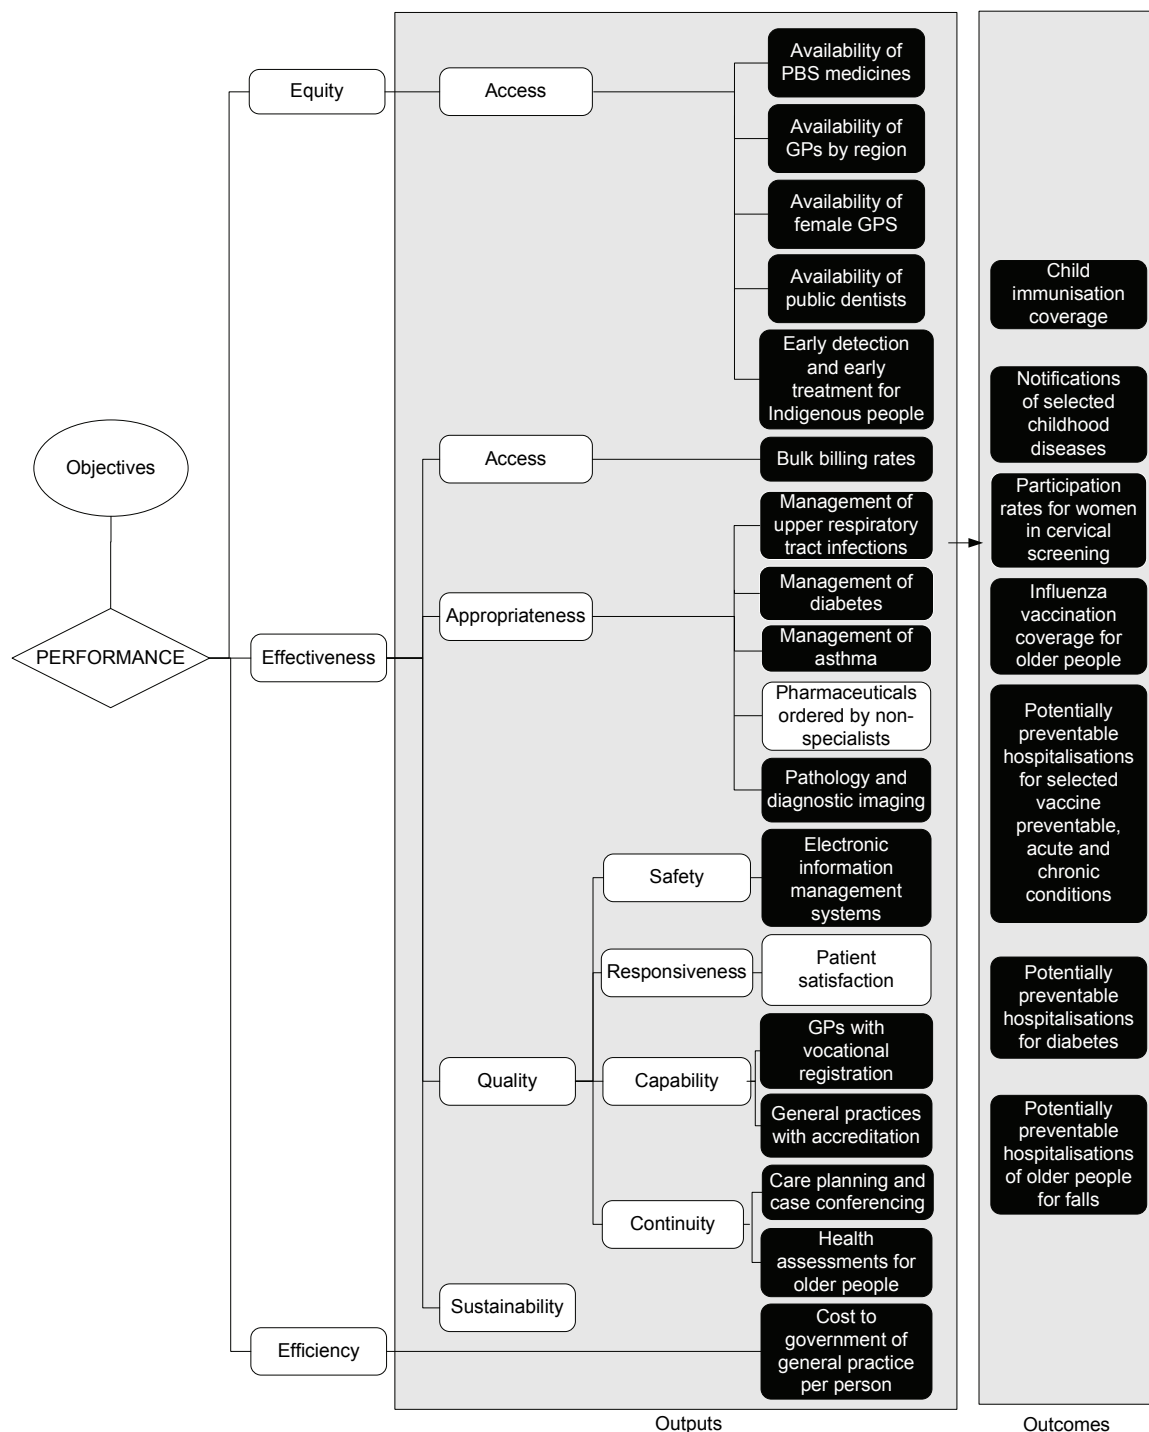 Objectives
PERFORMANCE
Equity
Effectiveness
Efficiency
Access
Access
Appropriateness
Quality
Sustainability
Safety
Responsiveness
Capability
Continuity
Availability of
PBS medicines
Availability of
GPs by region
Availability of
female GPS
Availability of
public dentists
Early detection
and early
treatment for
Indigenous people
Bulk billing rates
Management of
upper respiratory
tract infections
Management of
diabetes
Management of
asthma
Pharmaceuticals
ordered by non-
specialists
Pathology and
diagnostic imaging
Electronic
information
management
systems
Patient
satisfaction
GPs with
vocational
registration
General practices
with accreditation
Care planning and
case conferencing
Health
assessments for
older people
Cost to
government of
general practice
per person
Outputs
Child
immunisation
coverage
Notifications
of selected
childhood
diseases
Participation
rates for women
in cervical
screening
Influenza
vaccination
coverage for
older people
Potentially
preventable
hospitalisations
for selected
vaccine
preventable,
acute and
chronic
conditions
Potentially
preventable
hospitalisations
for diabetes
Potentially
preventable
hospitalisations
of older people
for falls
Outcomes